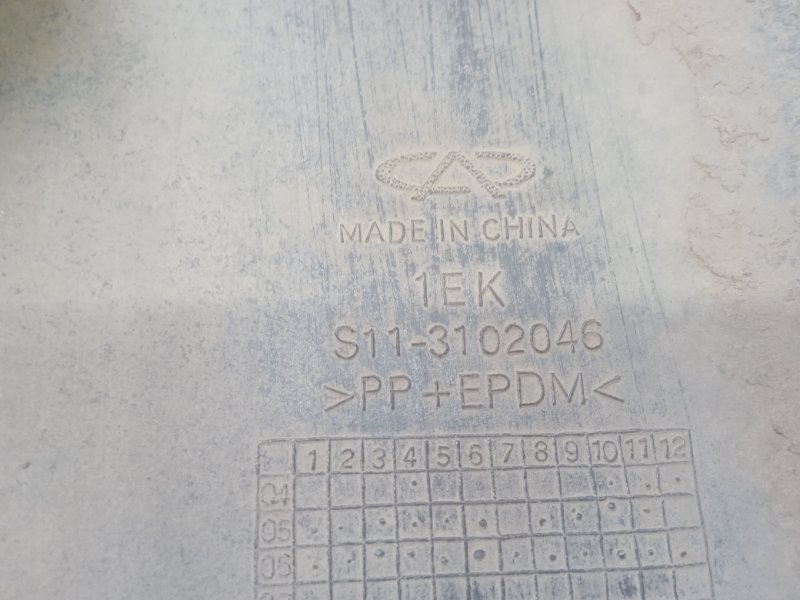 MADE IN CHINA
1EK
S11-3102046
>PP+EPDM<
1 2 3 4 5 6 7 8 9 10 11 12
04
05
06